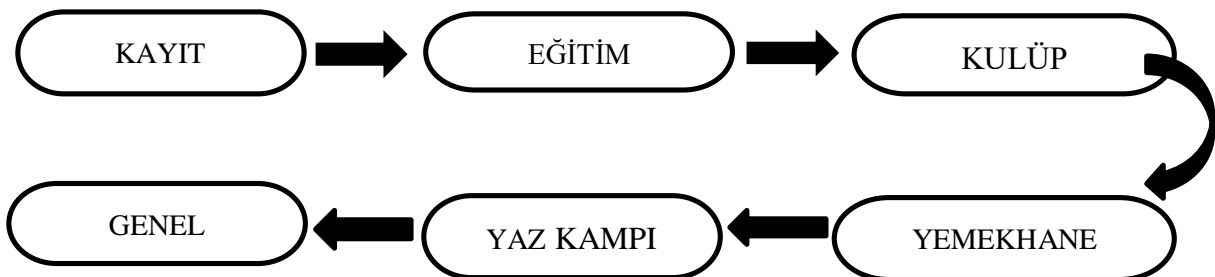 KAYIT
EĞİTİM
KULÜP
YEMEKHANE
YAZ KAMPI
GENEL